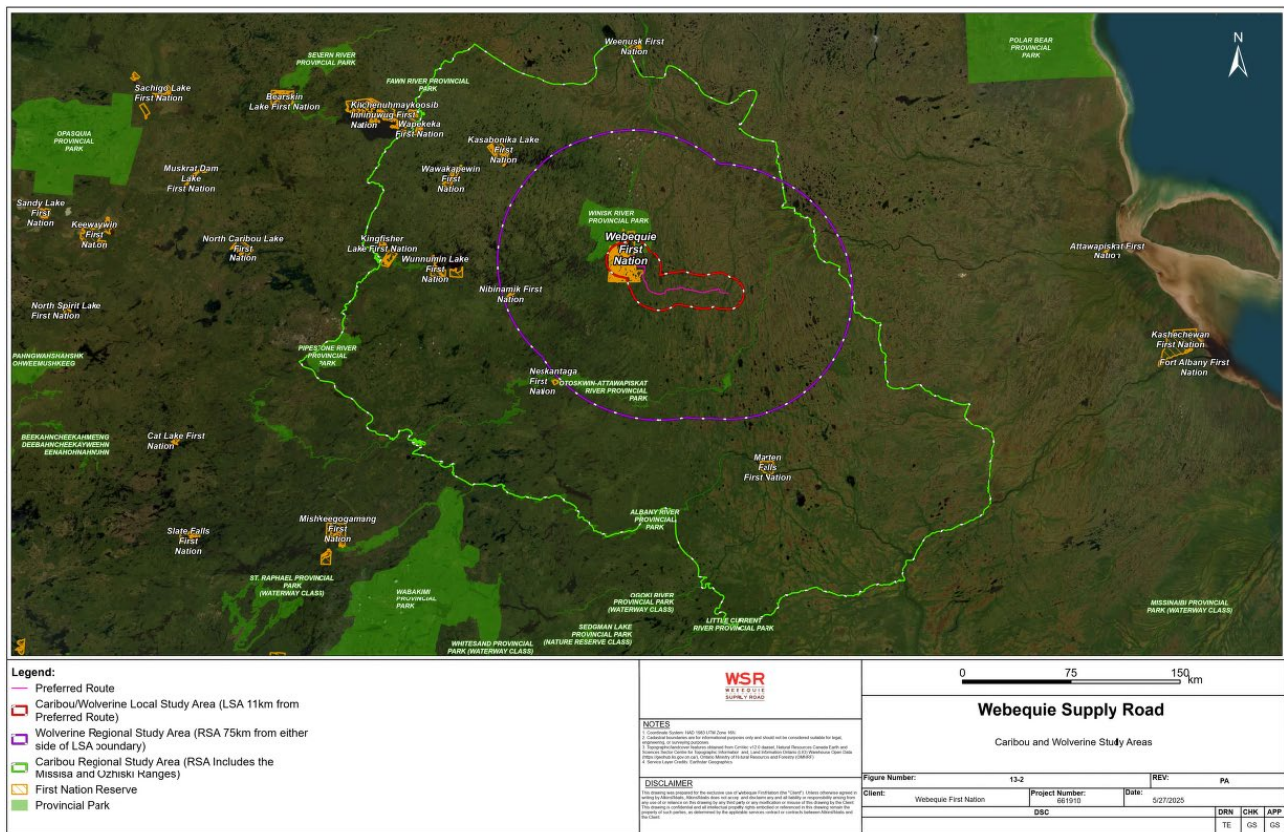 Weenusk First
Nation
POLAR BEAR
PROVINCIAL
PARK
N
SEVERN RIVER
PROVINCIAL PARK
FAWN RIVER PROVINCIAL
PARK
Sachigo Lake
First Nation
Bearskin
Lake First Nation
Kitchenuhmaykoosib
Inninuwug First
Nation
Wapekeka
First Nation
OPASQUIA
PROVINCIAL
PARK
Kasabonika Lake
First
Nation
Muskrat Dam
Lake
First Nation
Wawakapewin
First
Nation
Sandy Lake
First
Nation
Keewaywin
First
Nation
WINISK RIVER
PROVINCIAL PARK
Webequie
First
Nation
North Caribou Lake
First
Nation
Kingfisher
Lake First Nation
Wunnumin Lake
First
Nation
Attawapiskat First
Nation
Nibinamik First
Nation
North Spirit Lake
First Nation
Kashechewan
First Nation
Fort Albany First
Nation
PIPESTONE RIVER
PROVINCIAL
PARK
PAHNGWAHSHAHSHK
OHWEEMUSHKEEG
Neskantaga
First
Nation
OTOSKWIN-ATTAWAPISKAT
RIVER PROVINCIAL
PARK
Cat Lake First
Nation
Marten
Falls
First Nation
Mishkeegogamang
First
Nation
Slate Falls
First
Nation
ALBANY RIVER
PROVINCIAL
PARK
ST. RAPHAEL PROVINCIAL
PARK
(WATERWAY CLASS)
WABAKIMI
PROVINCIAL
PARK
OGOKI RIVER
PROVINCIAL PARK
(WATERWAY CLASS)
MISSINAIBI PROVINCIAL
PARK (WATERWAY CLASS)
SEDGMAN LAKE
PROVINCIAL PARK
(NATURE RESERVE CLASS)
LITTLE CURRENT
RIVER PROVINCIAL PARK
WHITESAND PROVINCIAL
PARK (WATERWAY CLASS)
Legend:
Preferred Route
Caribou/Wolverine Local Study Area (LSA 11km from
Preferred Route)
Wolverine Regional Study Area (RSA 75km from either
side of LSA boundary)
Caribou Regional Study Area (RSA Includes the
Missisa and Ozhiski Ranges)
First Nation Reserve
Provincial Park
WSR
WEBEQUIE
SUPPLY ROAD
NOTES
DISCLAIMER
0 75 150
km
Webequie Supply Road
Caribou and Wolverine Study Areas
Figure Number: 13-2 REV: PA
Client: Webequie First Nation Project Number: 661910 Date: 5/27/2025
DSC DRN CHK APP
TE GS GS